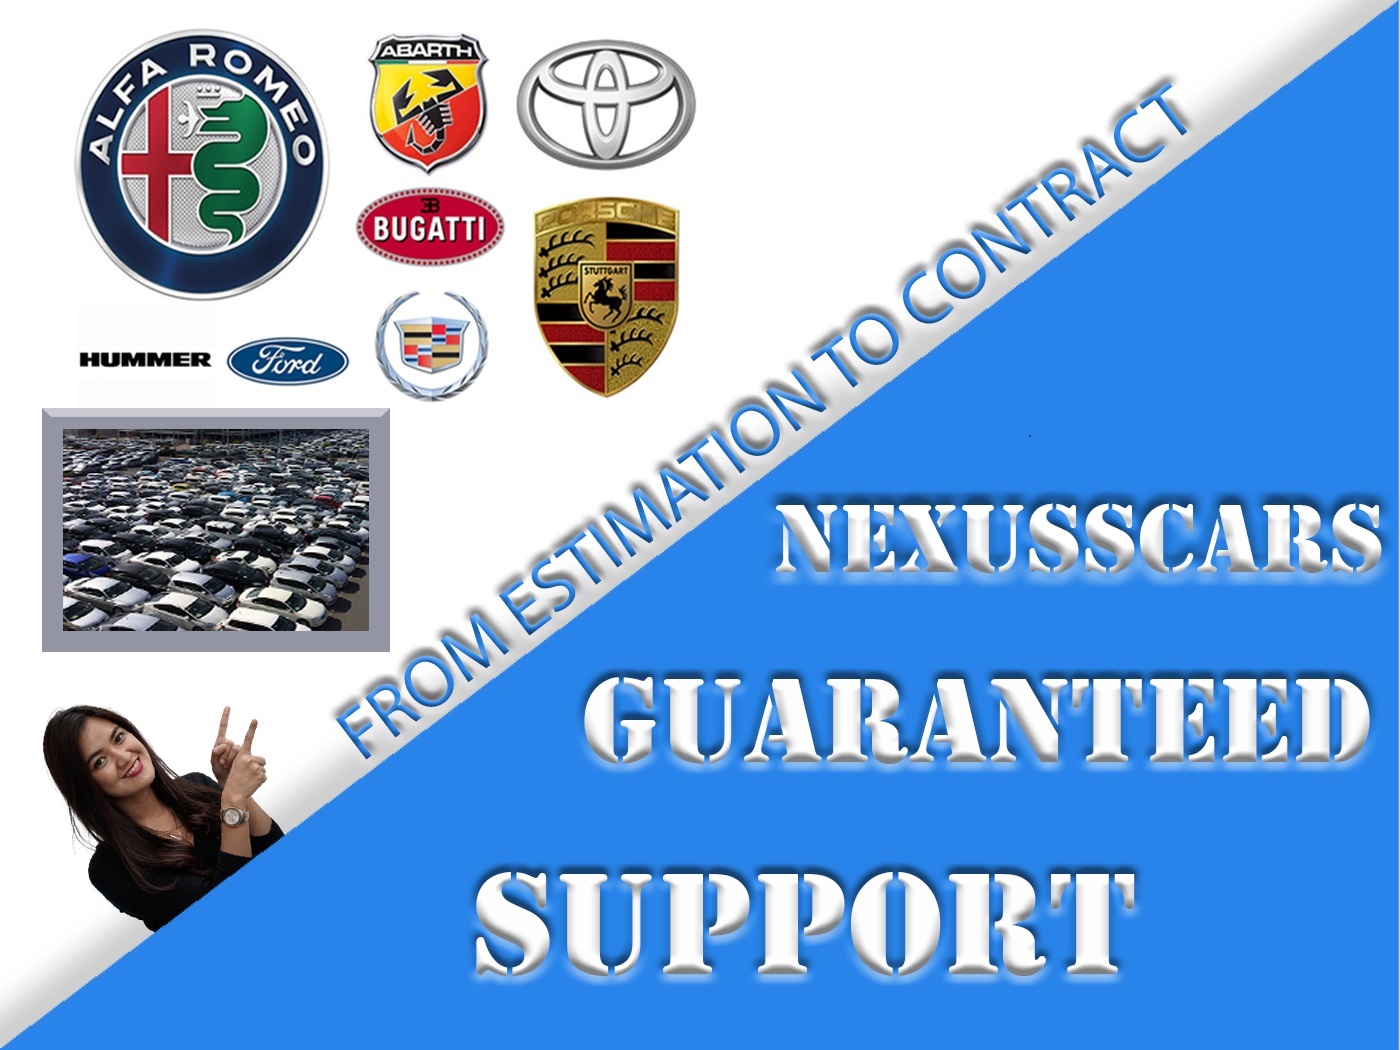 ALFA ROMEO
ABARTH
BUGATTI
PORSCHE
STUTTGART
HUMMER
Ford
FROM ESTIMATION TO CONTRACT
NEXUSSCARS
GUARANTEED
SUPPORT